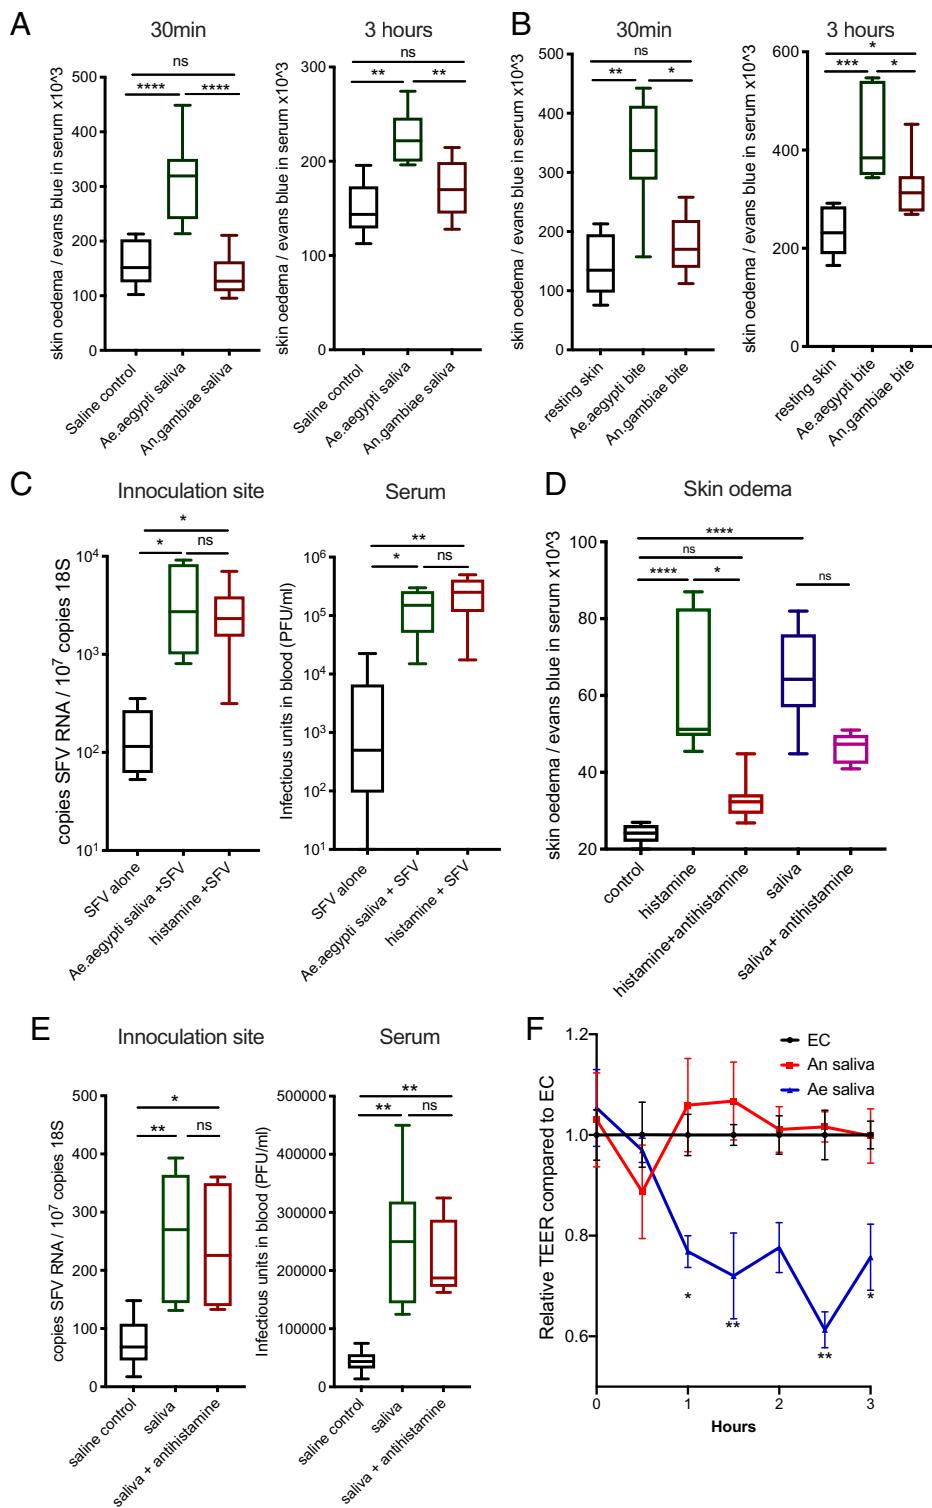 A
30min
skin oedema / evans blue in serum x10^3
500
400
300
200
100
0
ns
**** ****
Saline control
Ae.aegypti saliva
An.gambiae saliva
3 hours
skin oedema / evans blue in serum x10^3
300
200
100
0
ns
** **
Saline control
Ae.aegypti saliva
An.gambiae saliva
B
30min
skin oedema / evans blue in serum x10^3
500
400
300
200
100
0
ns
** *
resting skin
Ae.aegypti bite
An.gambiae bite
3 hours
skin oedema / evans blue in serum x10^3
600
400
200
0
*
*** *
resting skin
Ae.aegypti bite
An.gambiae bite
C
Innoculation site
copies SFV RNA / 10⁷ copies 18S
10⁴
10³
10²
10¹
*
* ns
SFV alone
Ae.aegypti saliva +SFV
histamine +SFV
Serum
Infectious units in blood (PFU/ml)
10⁶
10⁵
10⁴
10³
10²
10¹
**
* ns
SFV alone
Ae.aegypti saliva + SFV
histamine + SFV
D
Skin odema
skin oedema / evans blue in serum x10^3
100
80
60
40
20
****
ns
**** *
ns
control
histamine
histamine+antihistamine
saliva
saliva+ antihistamine
E
Innoculation site
copies SFV RNA / 10⁷ copies 18S
500
400
300
200
100
0
*
** ns
saline control
saliva
saliva + antihistamine
Serum
Infectious units in blood (PFU/ml)
500000
400000
300000
200000
100000
0
**
** ns
saline control
saliva
saliva + antihistamine
F
Relative TEER compared to EC
1.2
1.0
0.8
0.6
EC
An saliva
Ae saliva
*
**
**
*
0 1 2 3
Hours